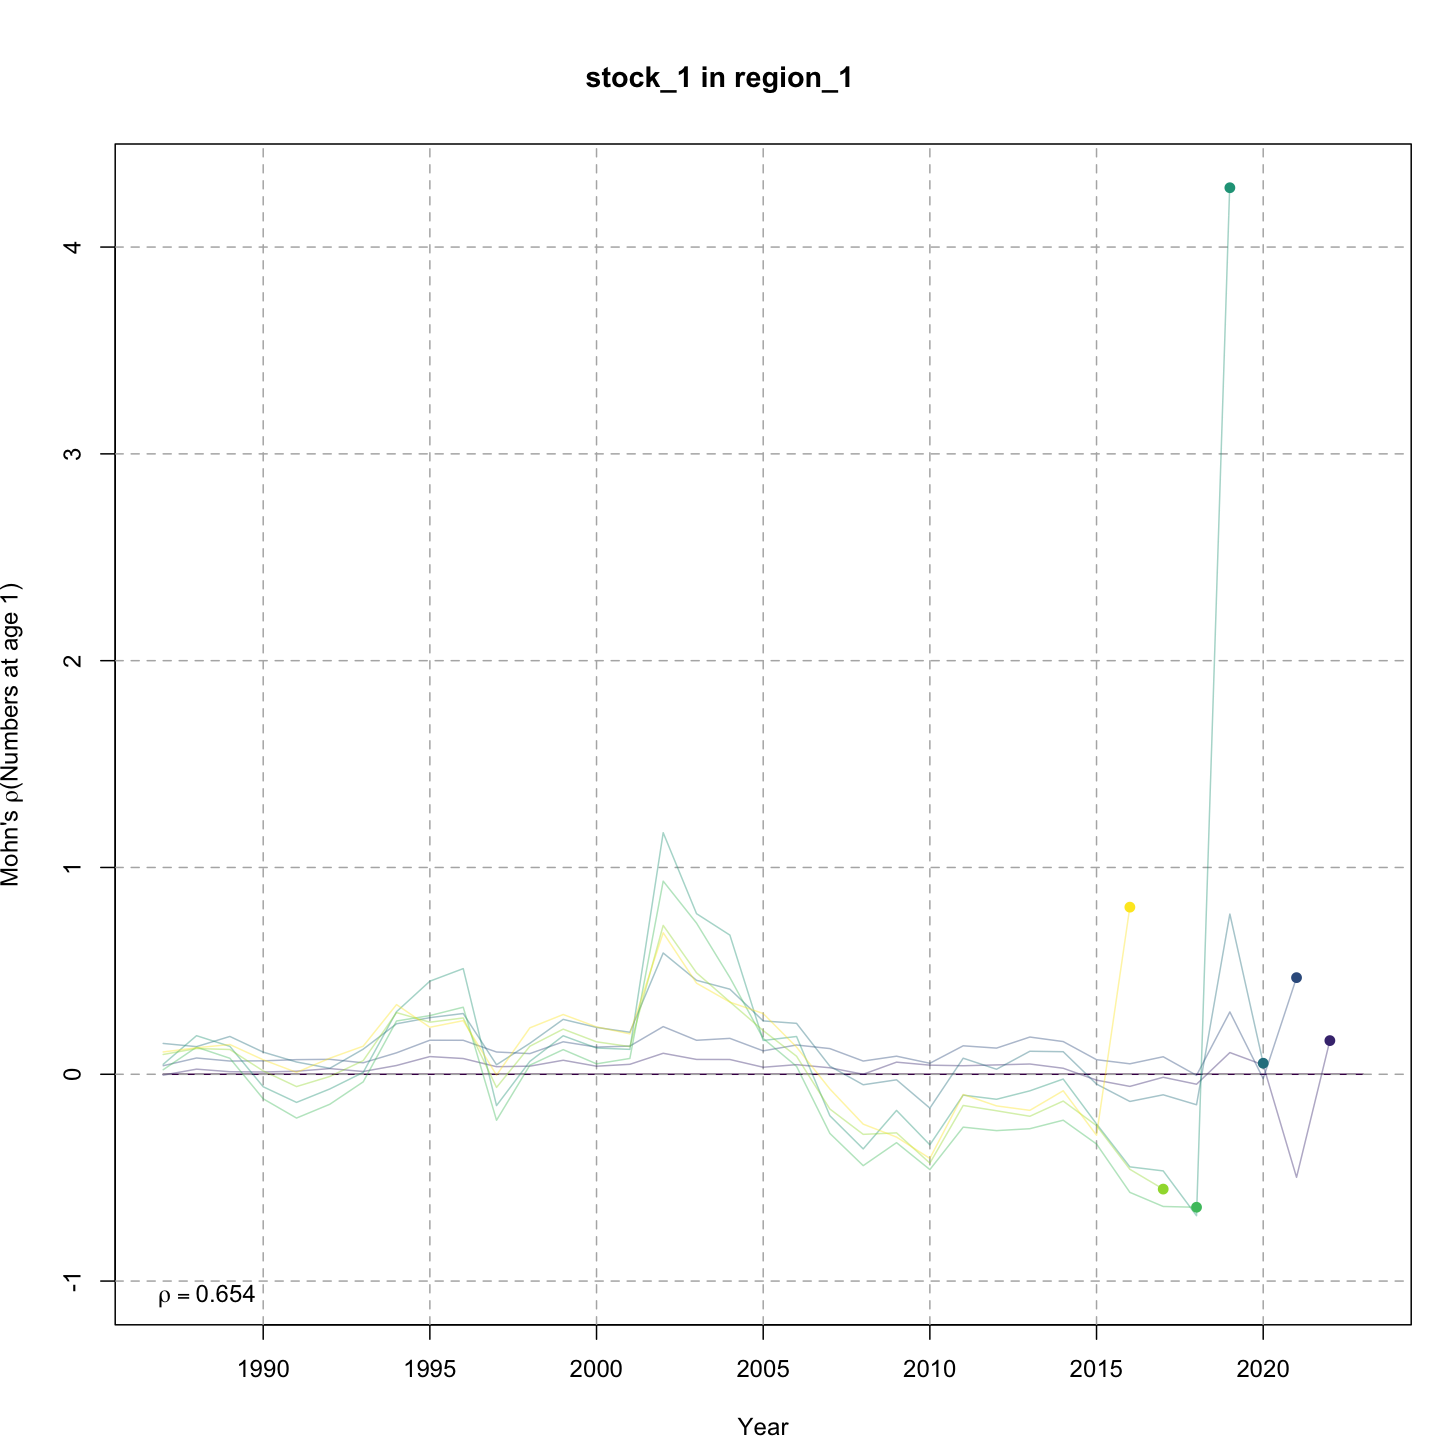 stock_1 in region_1
Mohn's ρ(Numbers at age 1)
4
3
2
1
0
-1
ρ = 0.654
1990 1995 2000 2005 2010 2015 2020
Year